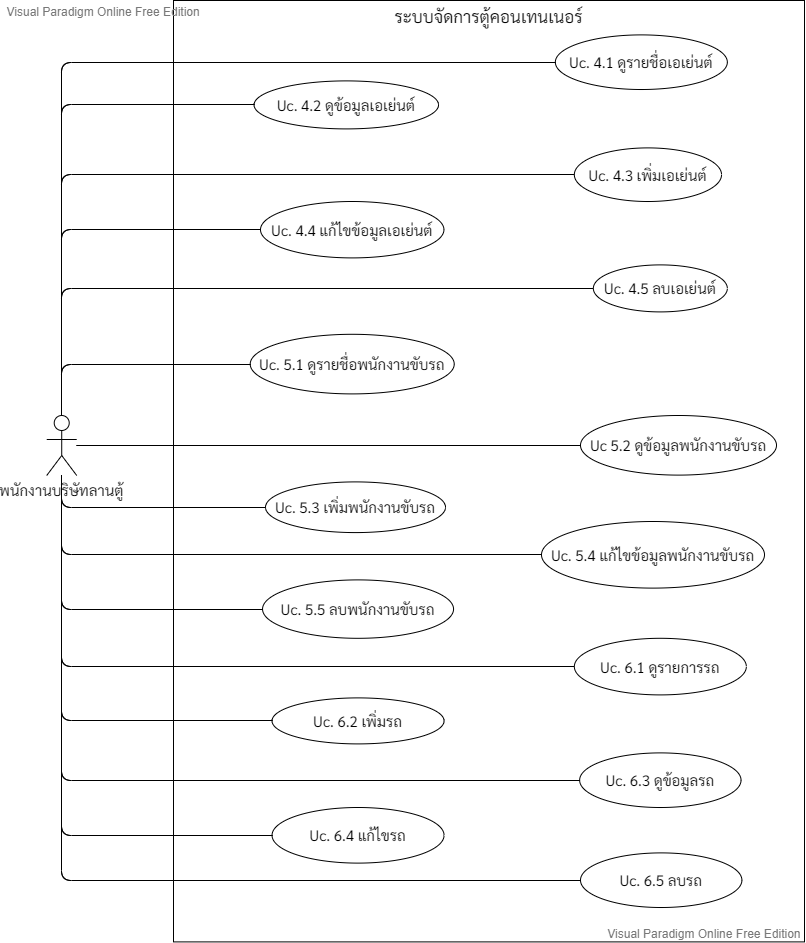 Visual Paradigm Online Free Edition
ระบบจัดการตู้คอนเทนเนอร์
Uc. 4.1 ดูรายชื่อเอเย่นต์
Uc. 4.2 ดูข้อมูลเอเย่นต์
Uc. 4.3 เพิ่มเอเย่นต์
Uc. 4.4 แก้ไขข้อมูลเอเย่นต์
Uc. 4.5 ลบเอเย่นต์
Uc. 5.1 ดูรายชื่อพนักงานขับรถ
Uc 5.2 ดูข้อมูลพนักงานขับรถ
พนักงานบริษัทลานตู้
Uc. 5.3 เพิ่มพนักงานขับรถ
Uc. 5.4 แก้ไขข้อมูลพนักงานขับรถ
Uc. 5.5 ลบพนักงานขับรถ
Uc. 6.1 ดูรายการรถ
Uc. 6.2 เพิ่มรถ
Uc. 6.3 ดูข้อมูลรถ
Uc. 6.4 แก้ไขรถ
Uc. 6.5 ลบรถ
Visual Paradigm Online Free Edition